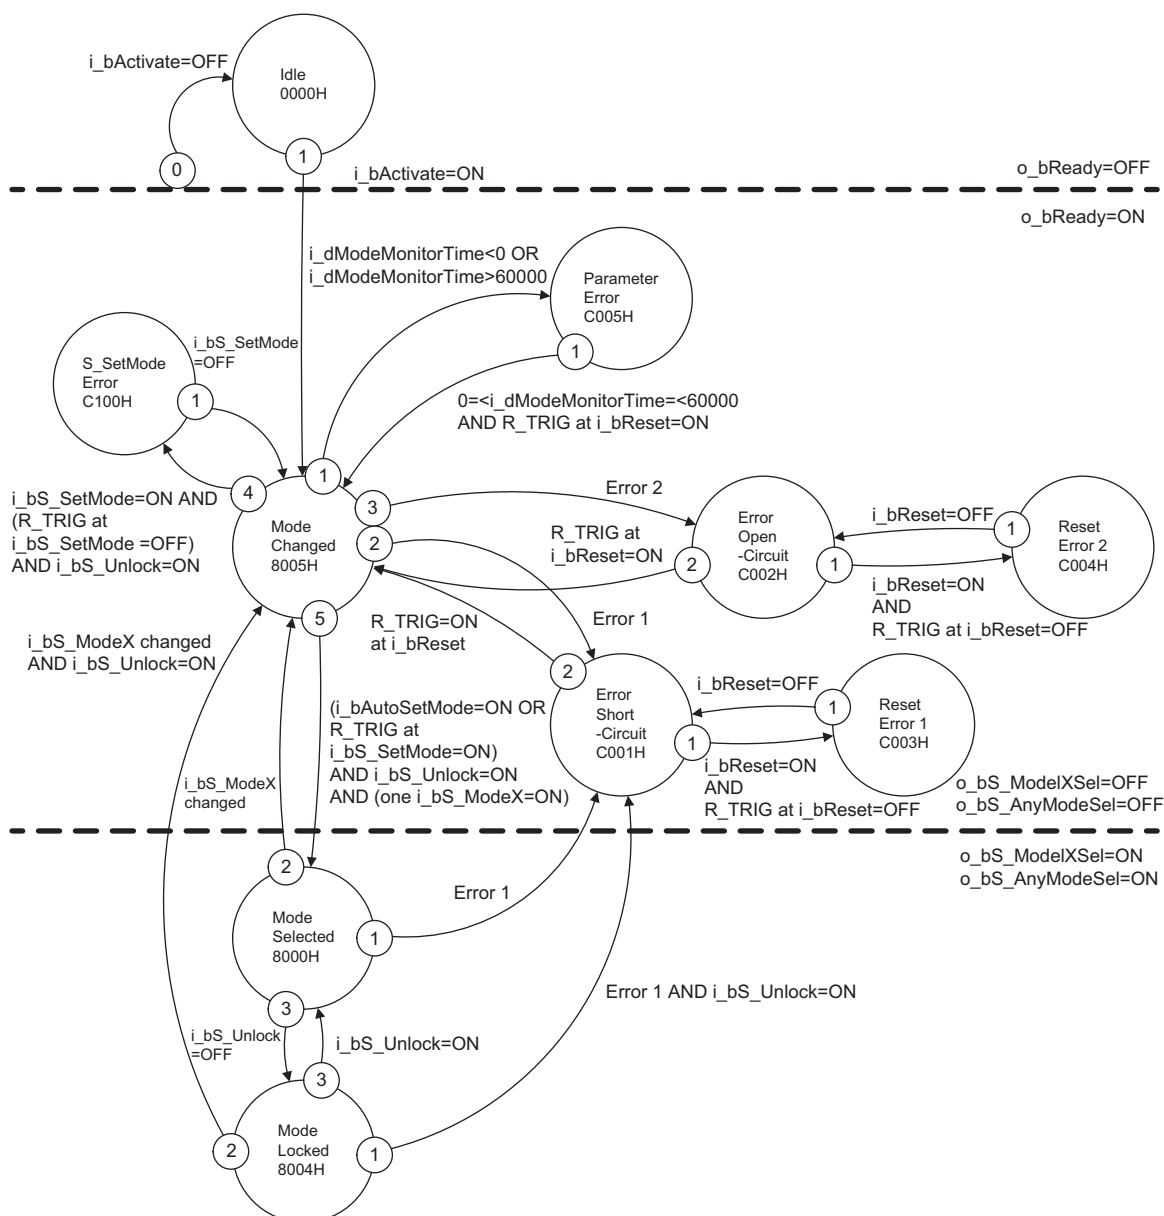 i_bActivate=OFF
Idle
0000H
0
1
i_bActivate=ON
o_bReady=OFF
o_bReady=ON
i_dModeMonitorTime<0 OR
i_dModeMonitorTime>60000
Parameter
Error
C005H
1
i_bS_SetMode
=OFF
S_SetMode
Error
C100H
1
0=<i_dModeMonitorTime=<60000
AND R_TRIG at i_bReset=ON
i_bS_SetMode=ON AND
(R_TRIG at
i_bS_SetMode =OFF)
AND i_bS_Unlock=ON
4
1
3
2
5
Mode
Changed
8005H
Error 2
R_TRIG at
i_bReset=ON
Error
Open
-Circuit
C002H
2
1
i_bReset=OFF
1
Reset
Error 2
C004H
i_bReset=ON
AND
R_TRIG at i_bReset=OFF
Error 1
R_TRIG=ON
at i_bReset
i_bS_ModeX changed
AND i_bS_Unlock=ON
2
Error
Short
-Circuit
C001H
1
i_bReset=OFF
1
Reset
Error 1
C003H
i_bReset=ON
AND
R_TRIG at i_bReset=OFF
(i_bAutoSetMode=ON OR
R_TRIG at
i_bS_SetMode=ON)
AND i_bS_Unlock=ON
AND (one i_bS_ModeX=ON)
i_bS_ModeX
changed
o_bS_ModelXSel=OFF
o_bS_AnyModeSel=OFF
o_bS_ModelXSel=ON
o_bS_AnyModeSel=ON
2
Mode
Selected
8000H
1
3
Error 1
Error 1 AND i_bS_Unlock=ON
i_bS_Unlock
=OFF
i_bS_Unlock=ON
3
2
Mode
Locked
8004H
1